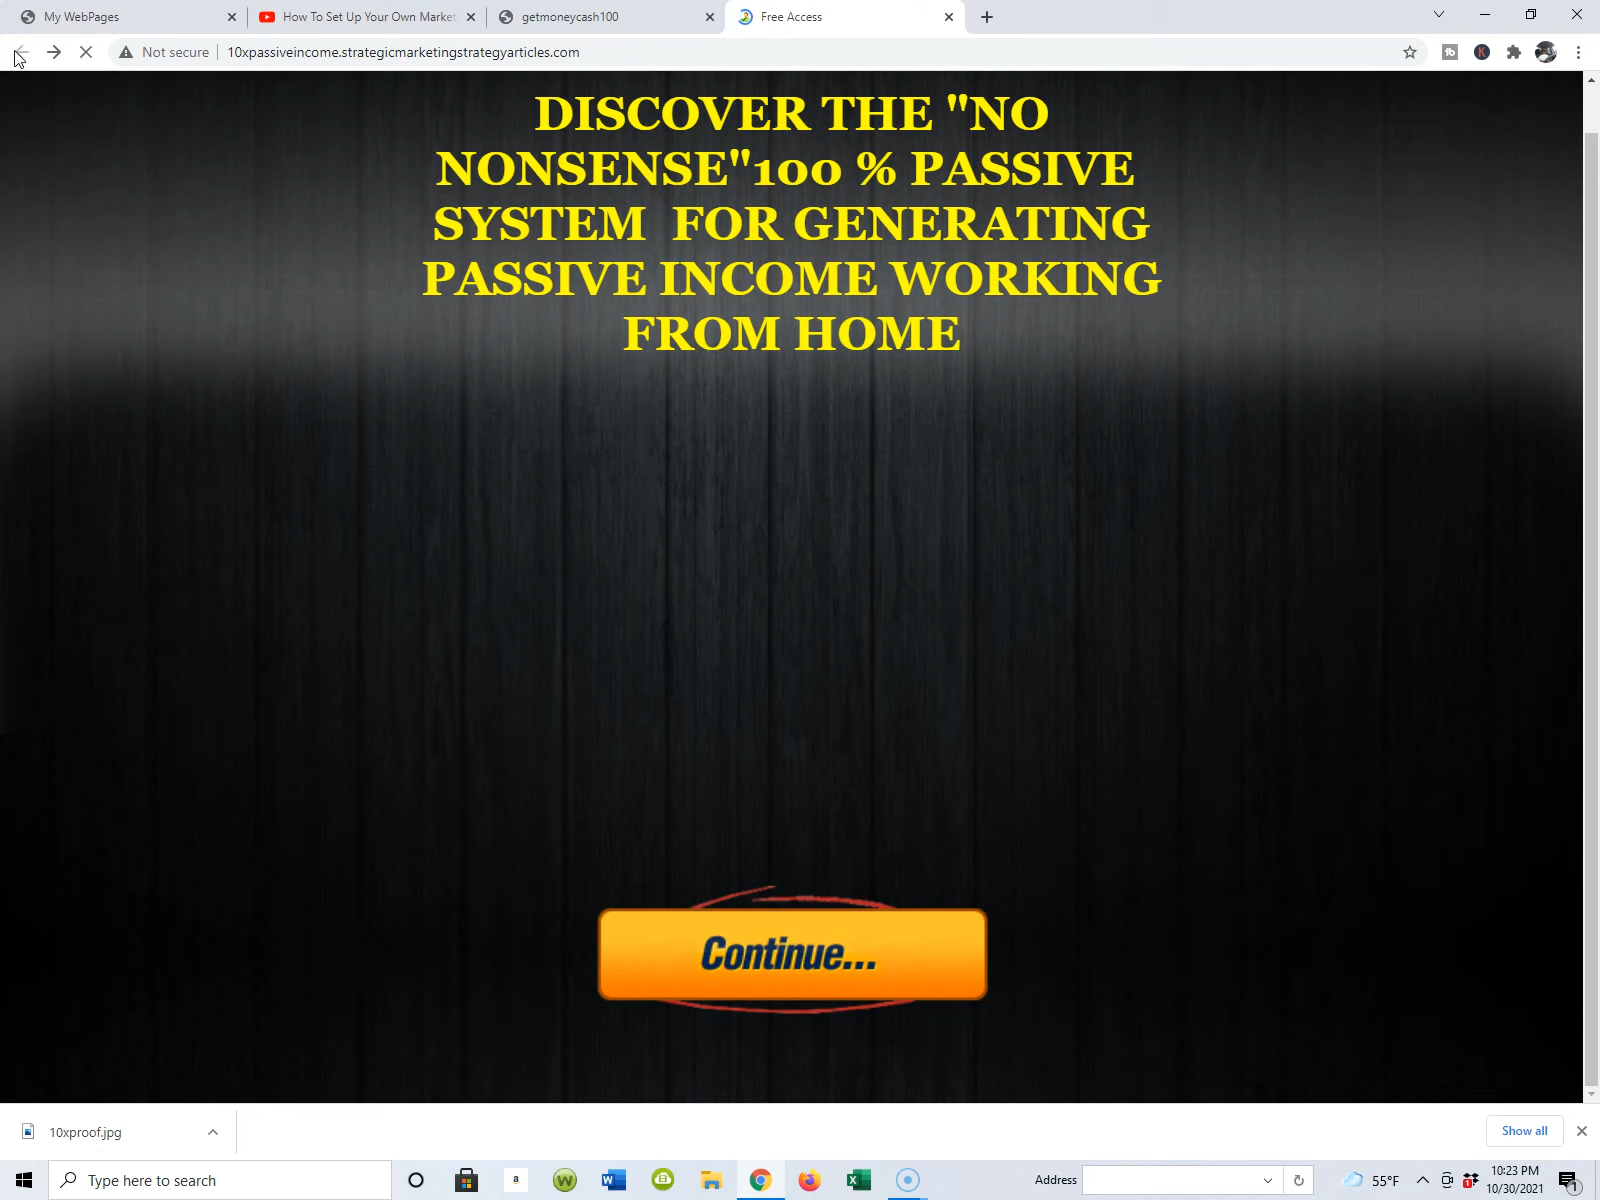 My WebPages
How To Set Up Your Own Market
getmoneycash100
Free Access
Not secure
10xpassiveincome.strategicmarketingstrategyarticles.com
DISCOVER THE "NO
NONSENSE"100 % PASSIVE
SYSTEM  FOR GENERATING
PASSIVE INCOME WORKING
FROM HOME
Continue...
10xproof.jpg
Show all
Type here to search
Address
55°F
10:23 PM
10/30/2021